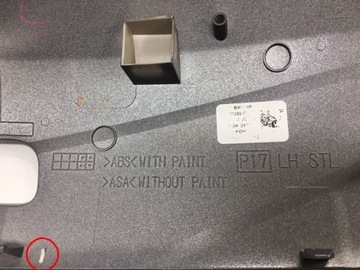 >ABS<WITH PAINT
P17 LH STL
>ASA<WITHOUT PAINT